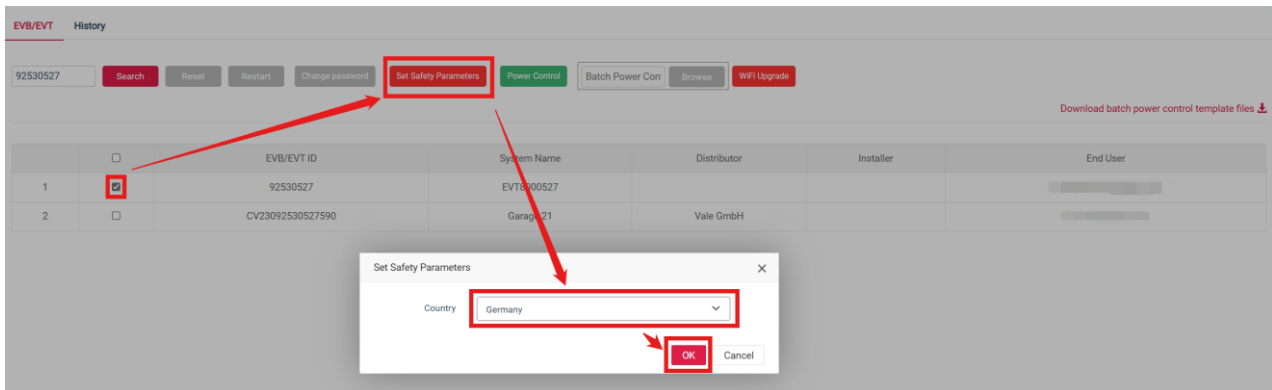 EVB/EVT History
92530527 Search Reset Restart Change password Set Safety Parameters Power Control Batch Power Con Browse WiFi Upgrade
Download batch power control template files
EVB/EVT ID System Name Distributor Installer End User
1 92530527
2 CV23092530527590 Garage 21 Vale GmbH
Set Safety Parameters
Country Germany
OK Cancel